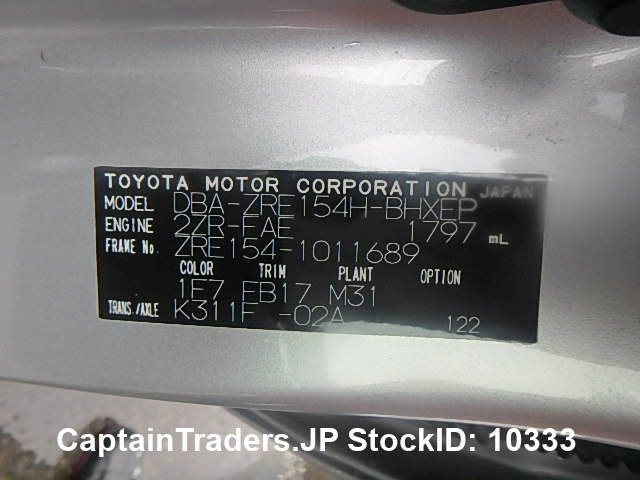 TOYOTA MOTOR CORPORATION JAPAN
MODEL DBA-ZRE154H-BHXEP
ENGINE 2ZR-FAE 1797 mL
FRAME No. ZRE154-1011689
COLOR TRIM PLANT OPTION
1F7 FB17 M31
TRANS./AXLE K311F -02A 122
CaptainTraders.JP StockID: 10333